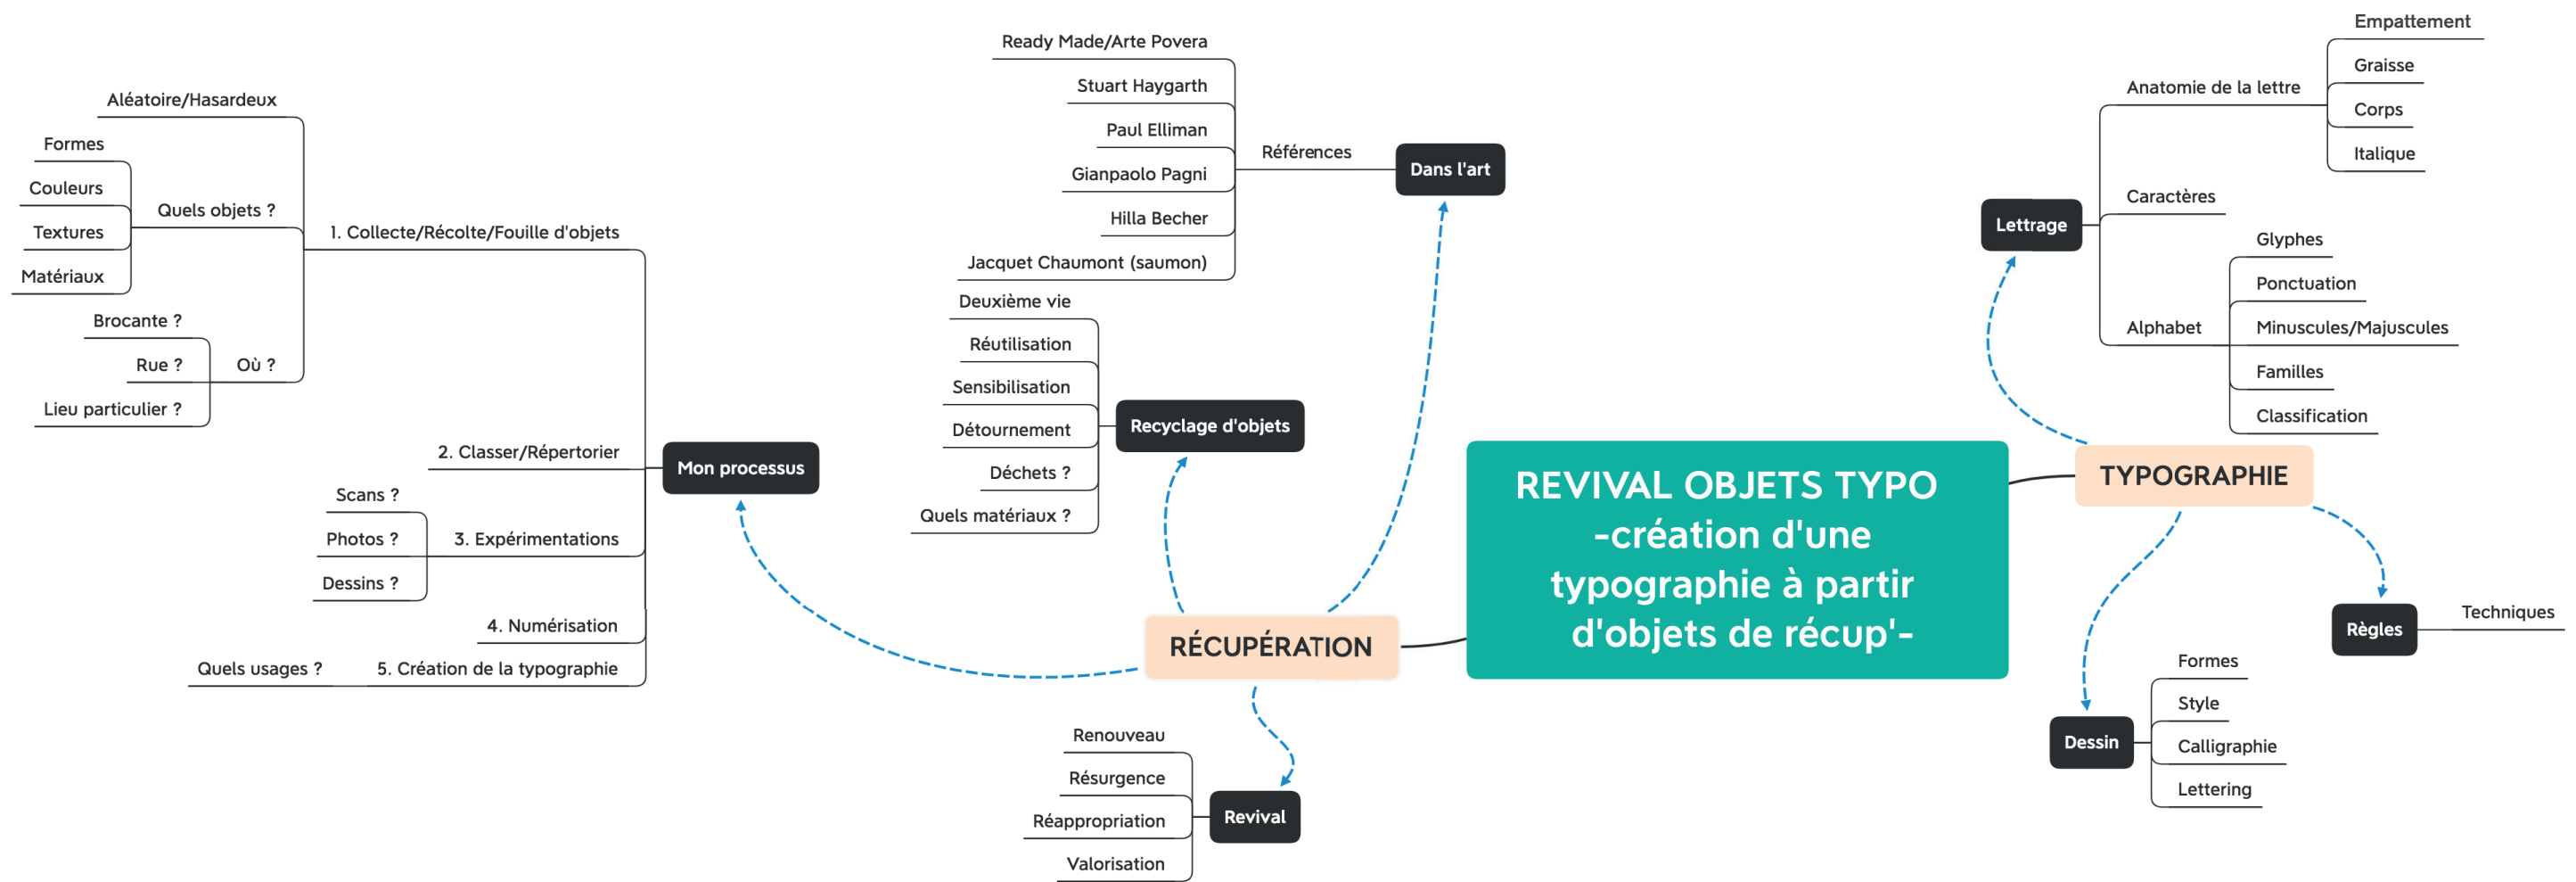 REVIVAL OBJETS TYPO
-création d'une
typographie à partir
d'objets de récup'-
RÉCUPÉRATION
Mon processus
1. Collecte/Récolte/Fouille d'objets
Aléatoire/Hasardeux
Quels objets ?
Formes
Couleurs
Textures
Matériaux
Où ?
Brocante ?
Rue ?
Lieu particulier ?
2. Classer/Répertorier
3. Expérimentations
Scans ?
Photos ?
Dessins ?
4. Numérisation
5. Création de la typographie
Quels usages ?
Recyclage d'objets
Deuxième vie
Réutilisation
Sensibilisation
Détournement
Déchets ?
Quels matériaux ?
Dans l'art
Références
Ready Made/Arte Povera
Stuart Haygarth
Paul Elliman
Gianpaolo Pagni
Hilla Becher
Jacquet Chaumont (saumon)
Revival
Renouveau
Résurgence
Réappropriation
Valorisation
TYPOGRAPHIE
Lettrage
Anatomie de la lettre
Empattement
Graisse
Corps
Italique
Caractères
Alphabet
Glyphes
Ponctuation
Minuscules/Majuscules
Familles
Classification
Règles
Techniques
Dessin
Formes
Style
Calligraphie
Lettering